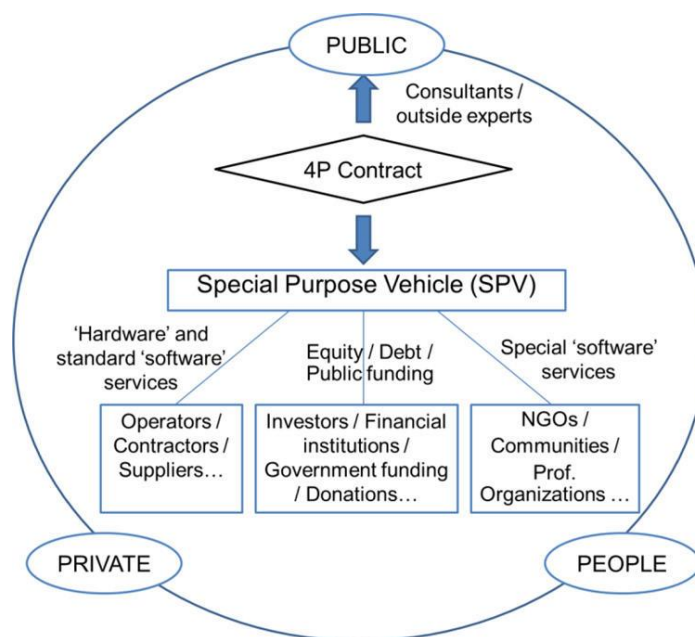 PUBLIC
Consultants /
outside experts
4P Contract
Special Purpose Vehicle (SPV)
‘Hardware’ and
standard ‘software’
services
Equity / Debt /
Public funding
Special ‘software’
services
Operators /
Contractors /
Suppliers…
Investors / Financial
institutions /
Government funding
/ Donations…
NGOs /
Communities /
Prof.
Organizations …
PRIVATE
PEOPLE